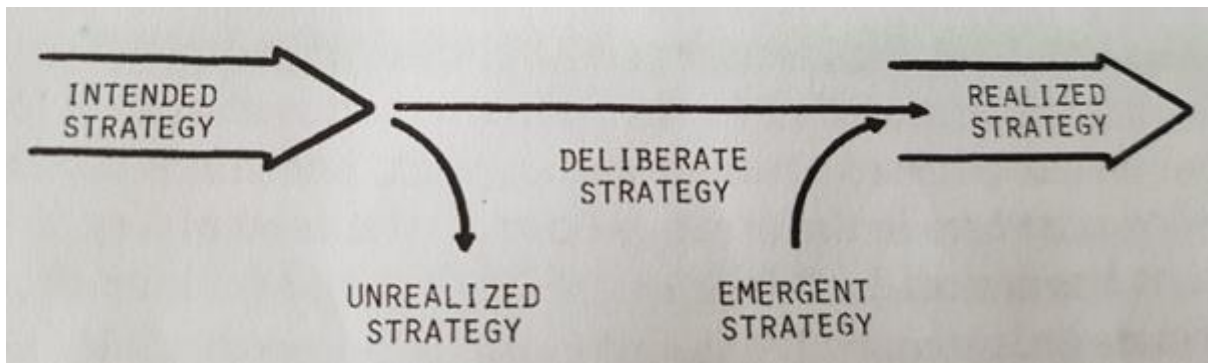 INTENDED
STRATEGY
DELIBERATE
STRATEGY
REALIZED
STRATEGY
UNREALIZED
STRATEGY
EMERGENT
STRATEGY